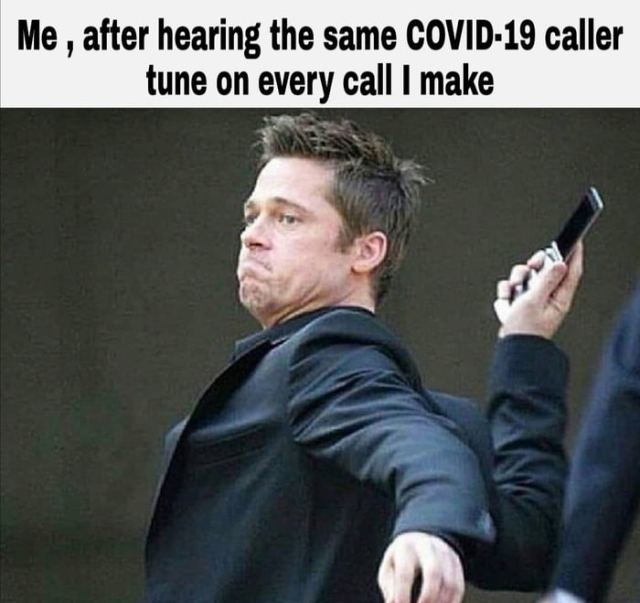 Me , after hearing the same COVID-19 caller
tune on every call I make